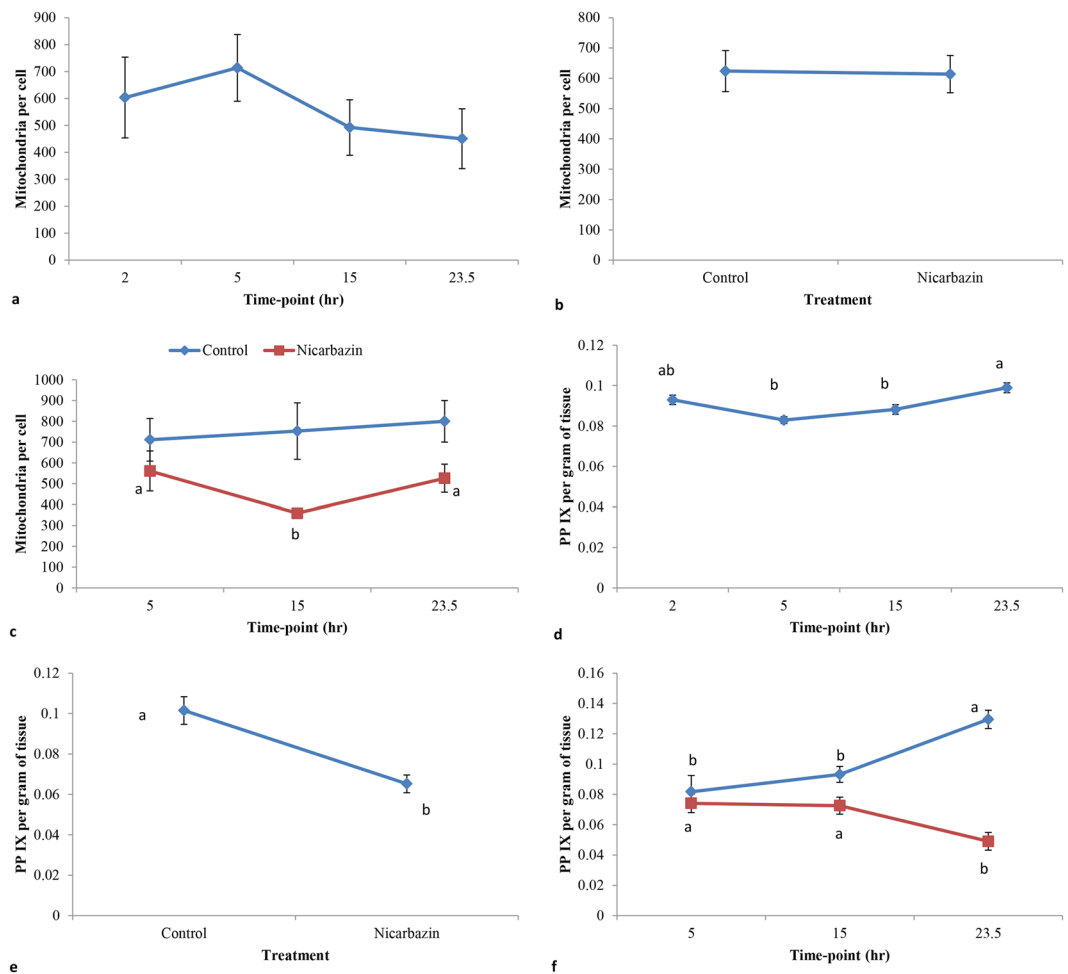 900
800
700
600
500
400
300
200
100
0
Mitochondria per cell
2 5 15 23.5
Time-point (hr)
a
800
700
600
500
400
300
200
100
0
Mitochondria per cell
Control Nicarbazin
Treatment
b
Control Nicarbazin
1000
900
800
700
600
500
400
300
200
100
0
Mitochondria per cell
a
b
a
5 15 23.5
Time-point (hr)
c
0.12
0.1
0.08
0.06
0.04
0.02
0
PP IX per gram of tissue
ab
b
b
a
2 5 15 23.5
Time-point (hr)
d
0.12
0.1
0.08
0.06
0.04
0.02
0
PP IX per gram of tissue
a
b
Control Nicarbazin
Treatment
e
0.16
0.14
0.12
0.1
0.08
0.06
0.04
0.02
0
PP IX per gram of tissue
b
b
a
a
a
b
5 15 23.5
Time-point (hr)
f